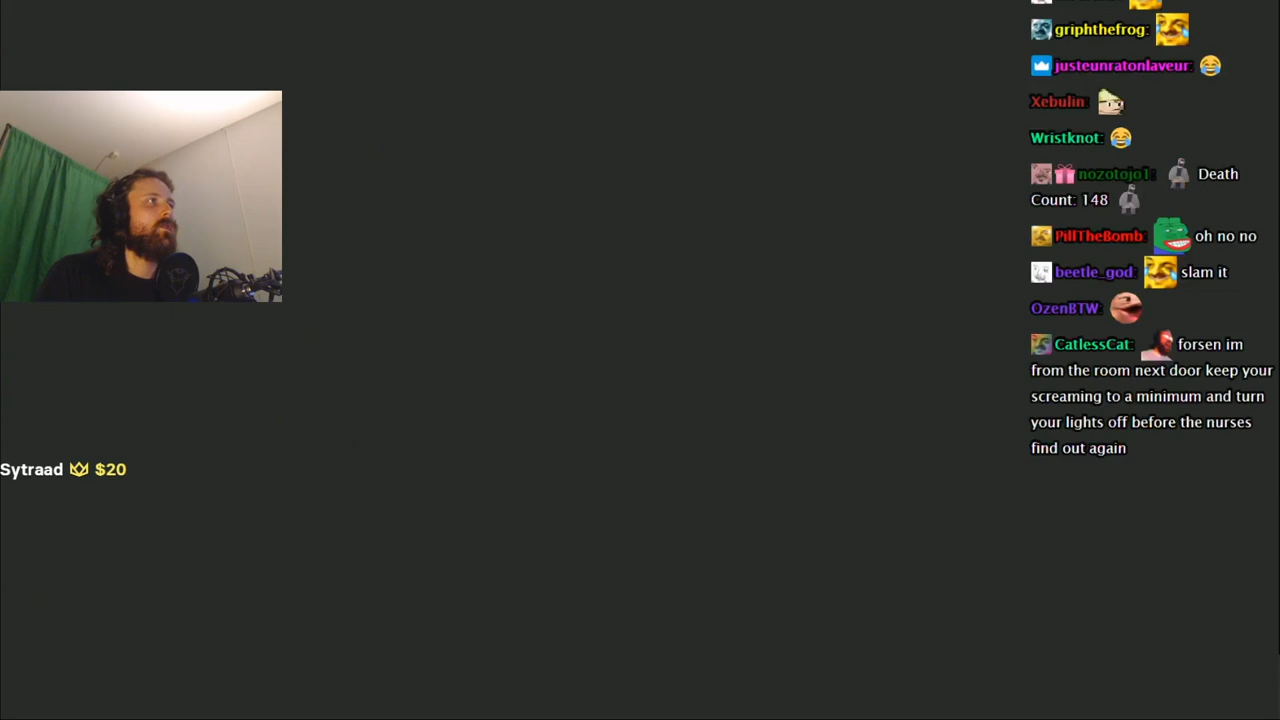 griphthefrog:
justeunratonlaveur:
Xebulin:
Wristknot:
nozotojo1: Death
Count: 148
PillTheBomb: oh no no
beetle_god: slam it
OzenBTW:
CatlessCat: forsen im
from the room next door keep your
screaming to a minimum and turn
your lights off before the nurses
find out again
Sytraad $20